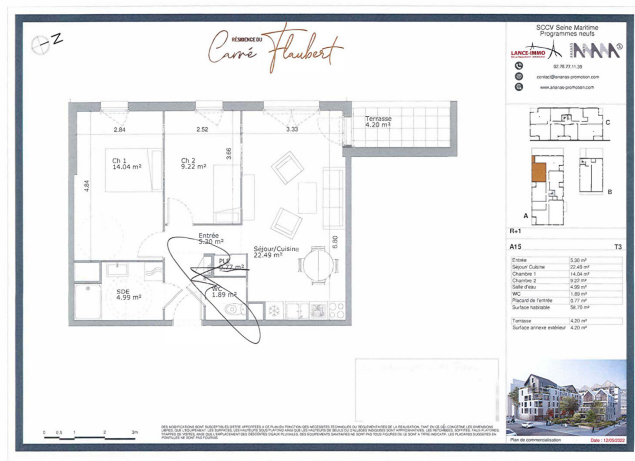 N
RÉSIDENCE DU
Carré Flaubert
SCCV Seine Maritime
Programmes neufs
LANCE-IMMO
02.76.77.11.39
contact@ananas-promotion.com
www.ananas-promotion.com
Terrasse
4.20 m²
2.84
2.52
3.33
Ch 1
14.04 m²
Ch 2
9.22 m²
3.66
4.84
Entrée
5.30 m²
Séjour/Cuisine
22.49 m²
6.80
PL
0.77 m²
SDE
4.99 m²
WC
1.89 m²
C
B
A
R+1
A15 T3
Entrée 5.30 m²
Séjour/ Cuisine 22.49 m²
Chambre 1 14.04 m²
Chambre 2 9.22 m²
Salle d'eau 4.99 m²
WC 1.89 m²
Placard de l'entrée 0.77 m²
Surface habitable 58.70 m²
Terrasse 4.20 m²
Surface annexe extérieur 4.20 m²
0 0.5 1 2 3m
Plan de commercialisation Date : 12/05/2022